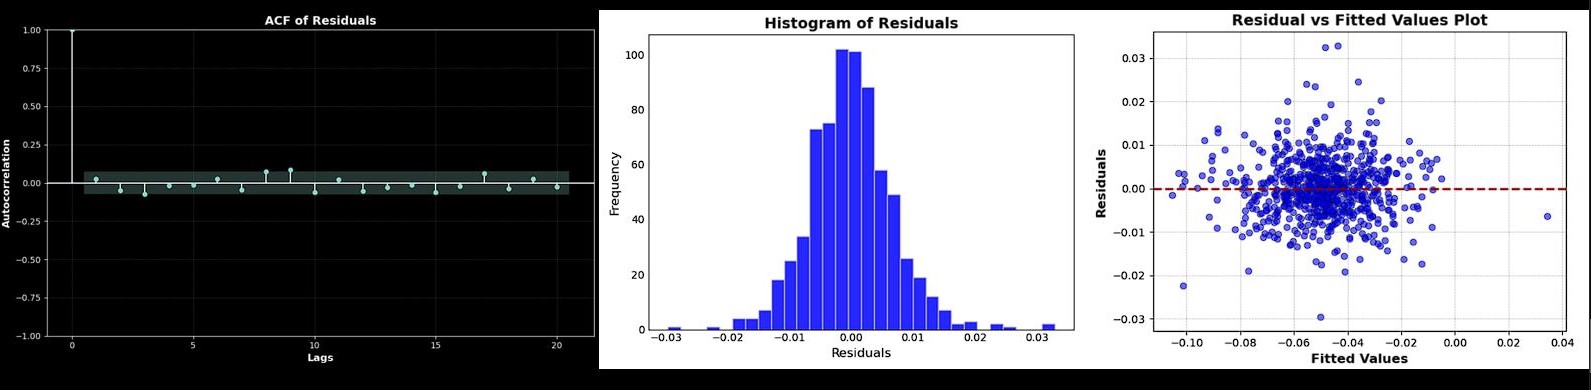 ACF of Residuals
1.00
0.75
0.50
0.25
0.00
−0.25
−0.50
−0.75
−1.00
Autocorrelation
0 5 10 15 20
Lags
Histogram of Residuals
100
80
60
40
20
0
Frequency
−0.03 −0.02 −0.01 0.00 0.01 0.02 0.03
Residuals
Residual vs Fitted Values Plot
0.03
0.02
0.01
0.00
−0.01
−0.02
−0.03
Residuals
−0.10 −0.08 −0.06 −0.04 −0.02 0.00 0.02 0.04
Fitted Values